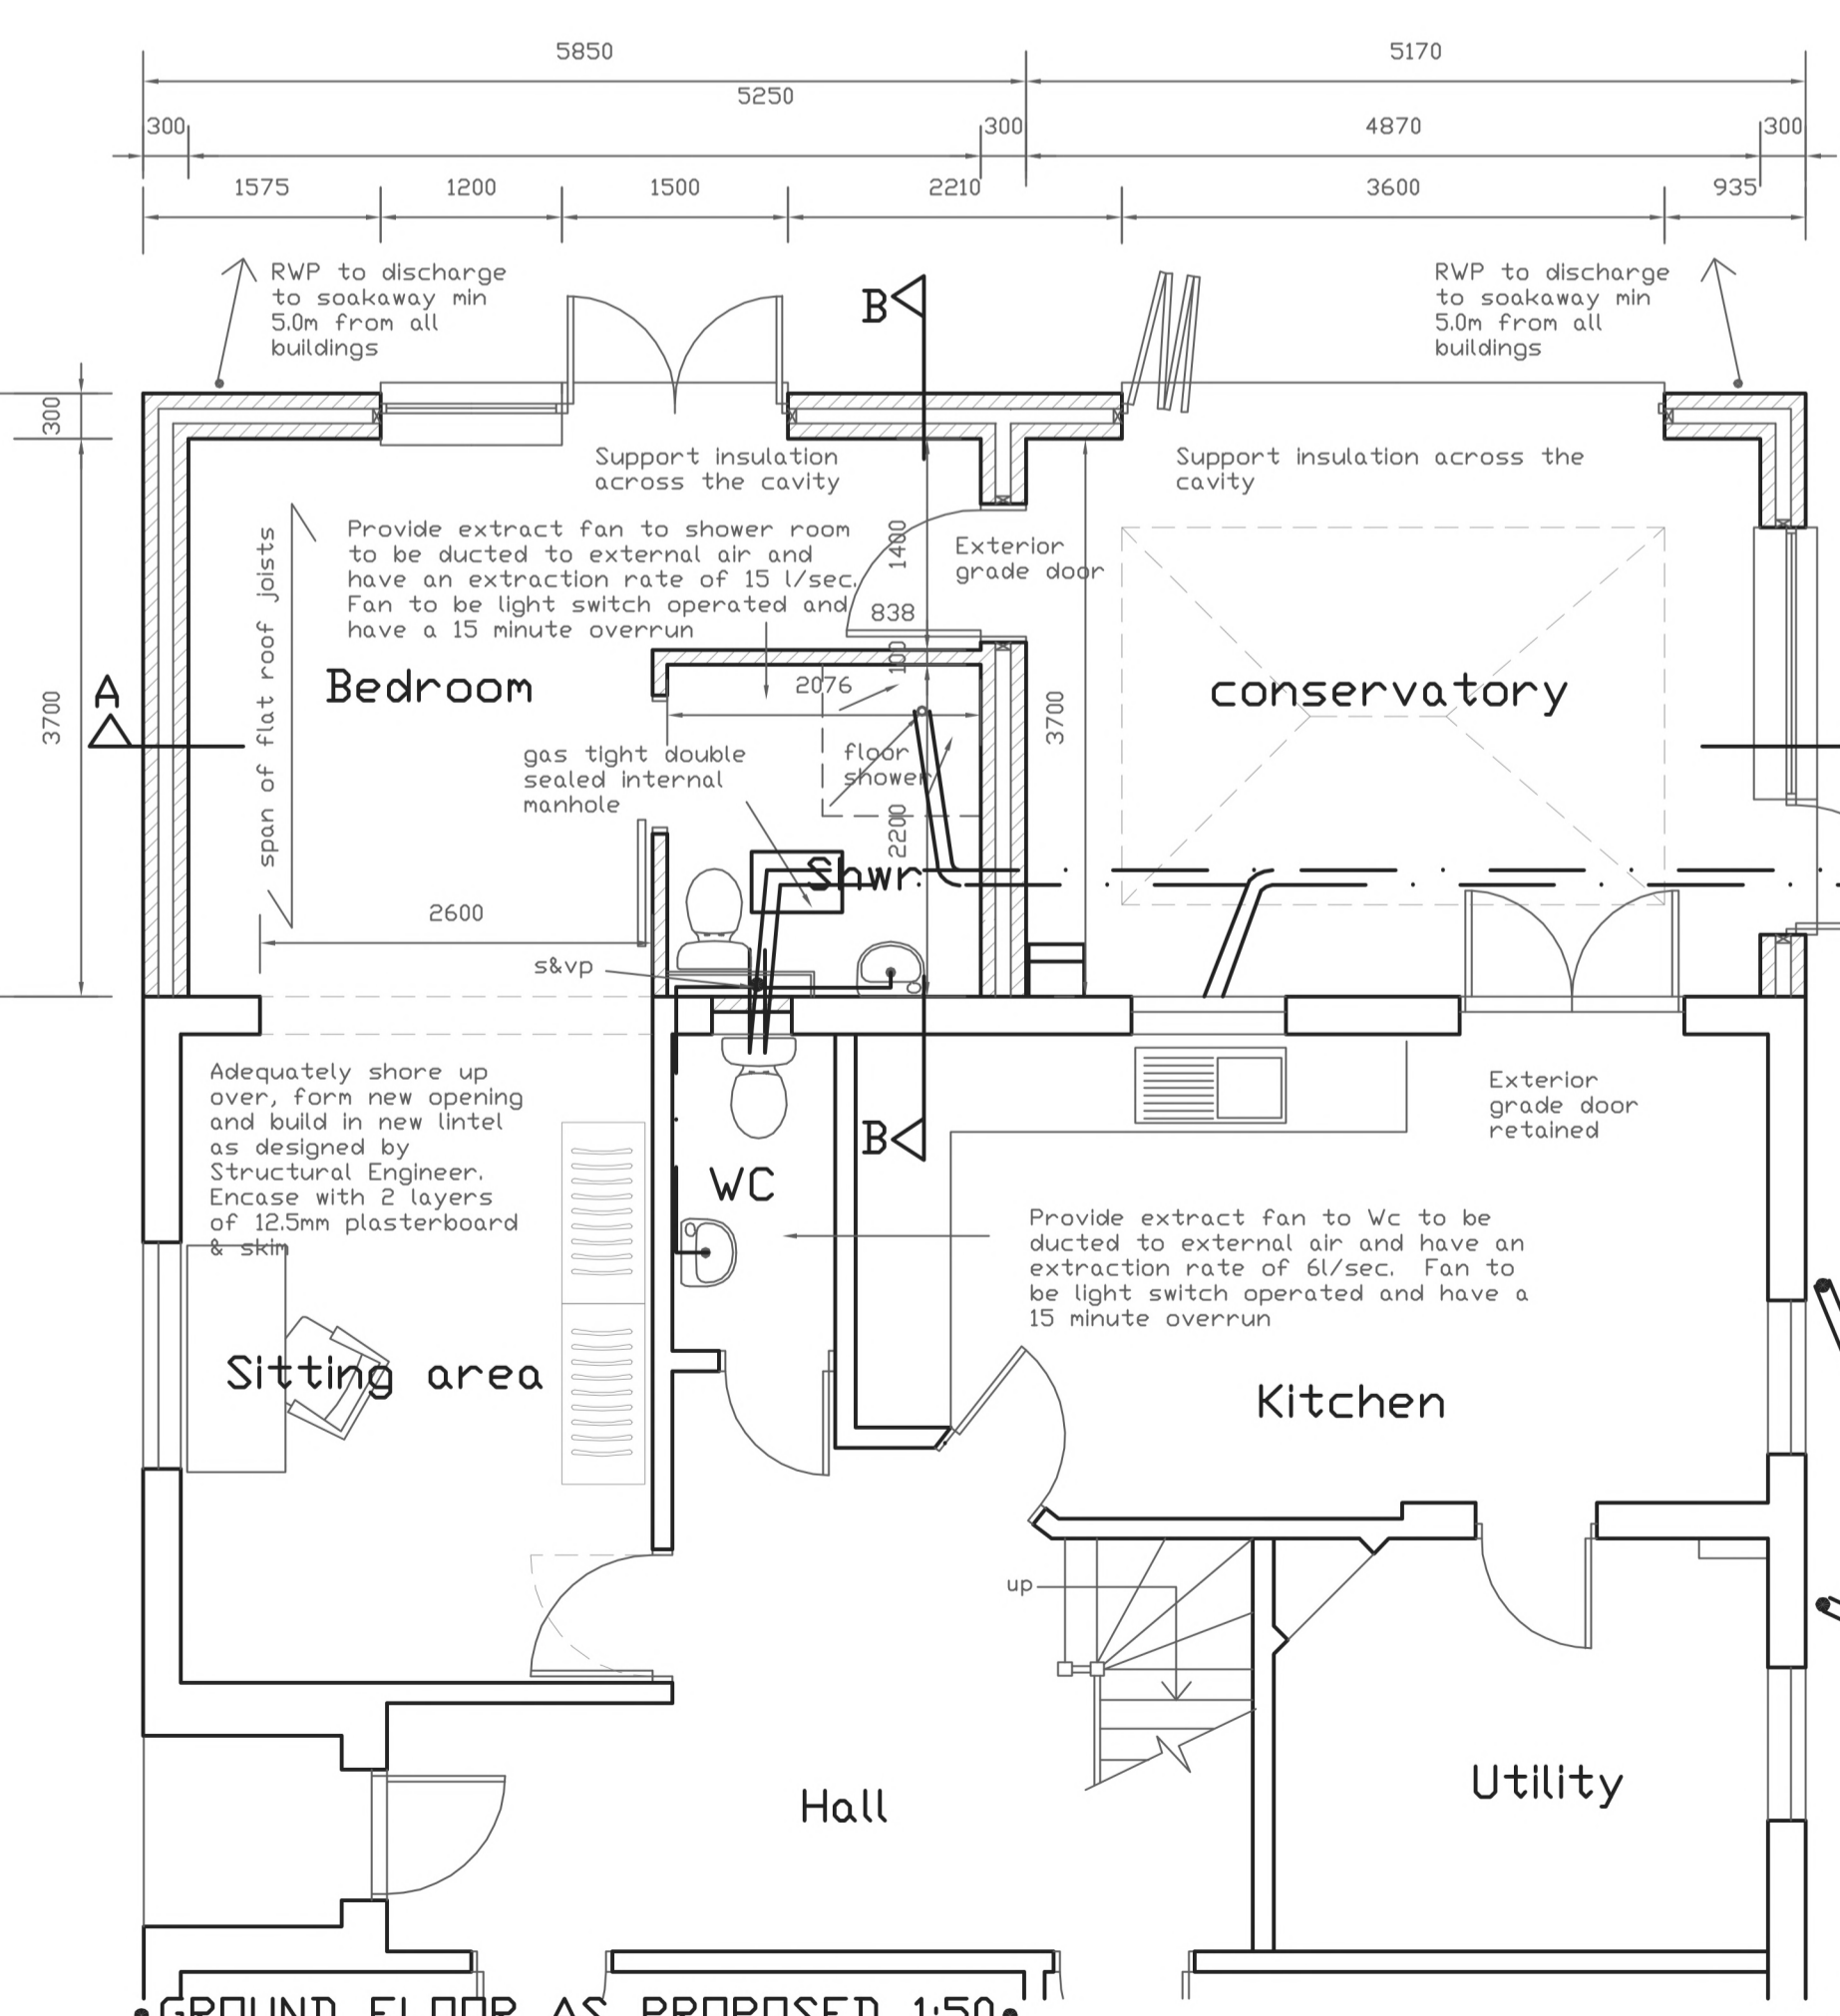 5850
5170
5250
300
300
4870
300
1575
1200
1500
2210
3600
935
RWP to discharge
to soakaway min
5.0m from all
buildings
B
RWP to discharge
to soakaway min
5.0m from all
buildings
300
Support insulation
across the cavity
Support insulation across the
cavity
Provide extract fan to shower room
to be ducted to external air and
have an extraction rate of 15 l/sec.
Fan to be light switch operated and
have a 15 minute overrun
span of flat roof joists
1400
Exterior
grade door
838
100
Bedroom
2076
A
3700
3700
conservatory
gas tight double
sealed internal
manhole
floor
shower
2200
Shwr
2600
s&vp
Adequately shore up
over, form new opening
and build in new lintel
as designed by
Structural Engineer.
Encase with 2 layers
of 12.5mm plasterboard
& skim
Exterior
grade door
retained
B
WC
Provide extract fan to Wc to be
ducted to external air and have an
extraction rate of 6l/sec. Fan to
be light switch operated and have a
15 minute overrun
Sitting area
Kitchen
up
Hall
Utility
GROUND FLOOR AS PROPOSED 1:50